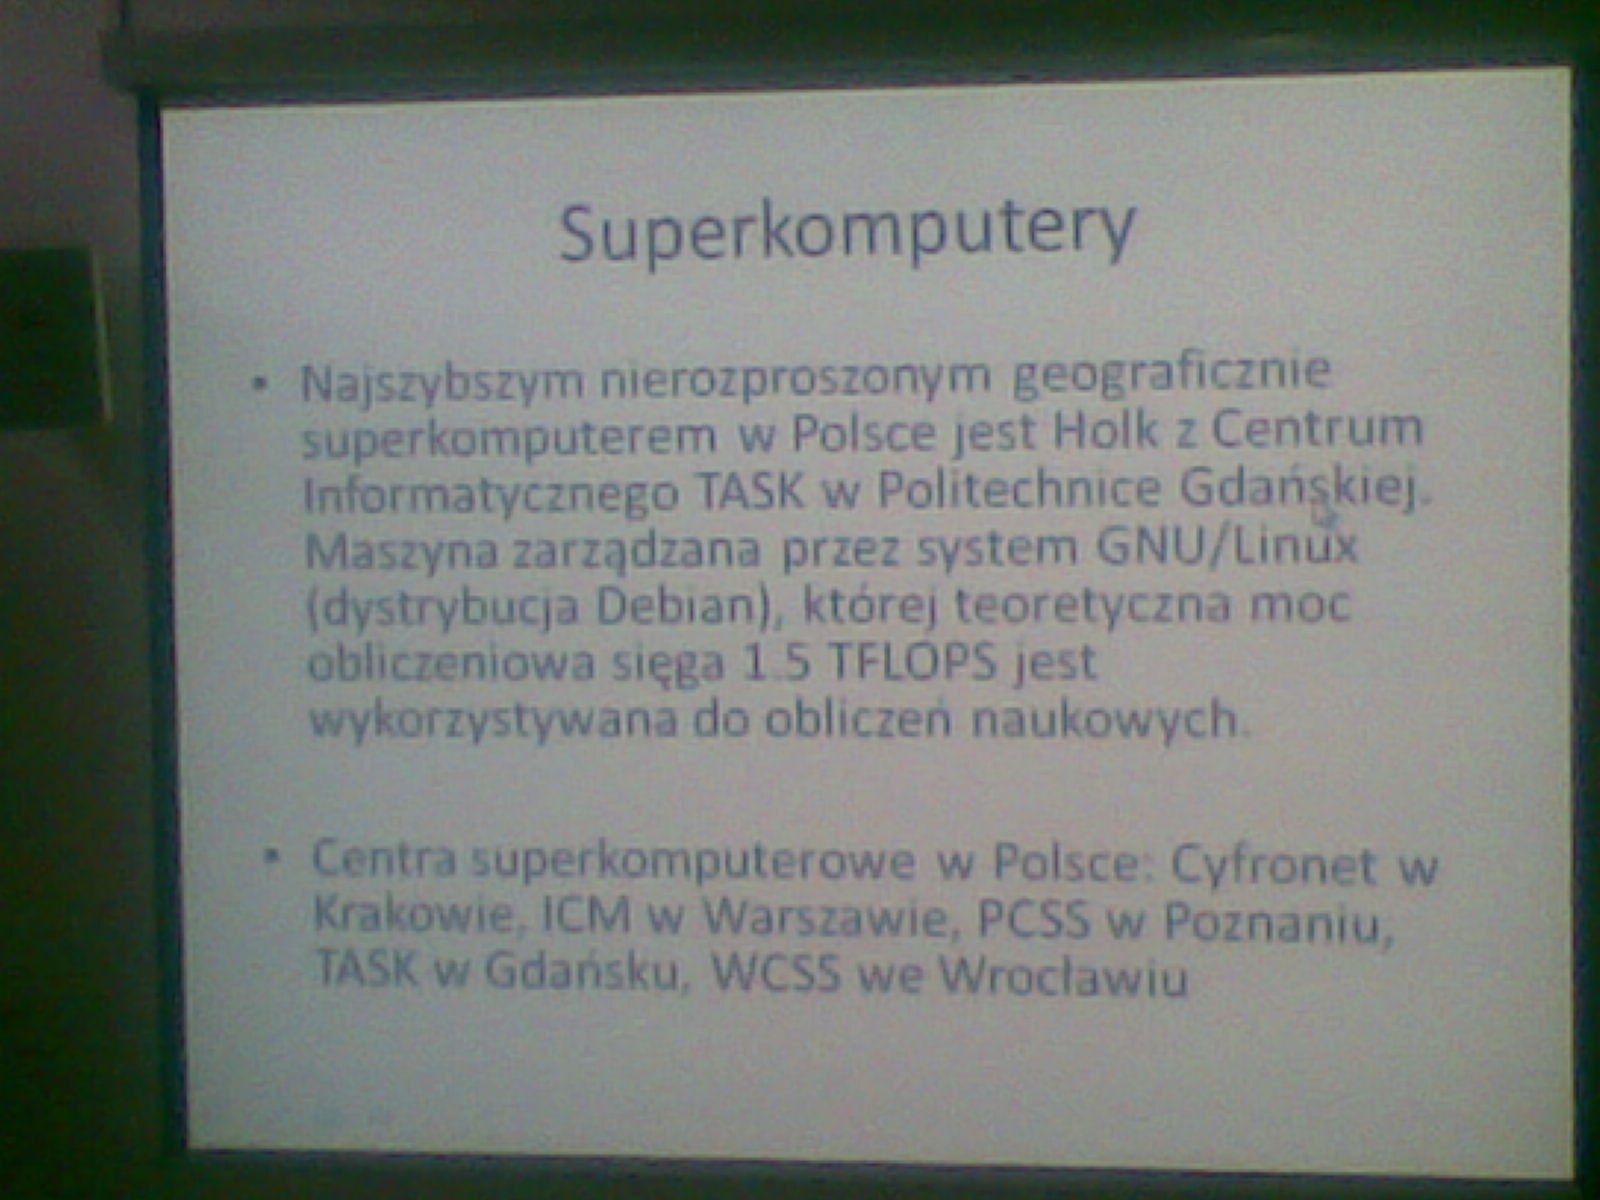 Superkomputery
• Najszybszym nierozproszonym geograficznie
superkomputerem w Polsce jest Holk z Centrum
Informatycznego TASK w Politechnice Gdańskiej.
Maszyna zarządzana przez system GNU/Linux
(dystrybucja Debian), której teoretyczna moc
obliczeniowa sięga 1.5 TFLOPS jest
wykorzystywana do obliczeń naukowych.
• Centra superkomputerowe w Polsce: Cyfronet w
Krakowie, ICM w Warszawie, PCSS w Poznaniu,
TASK w Gdańsku, WCSS we Wrocławiu